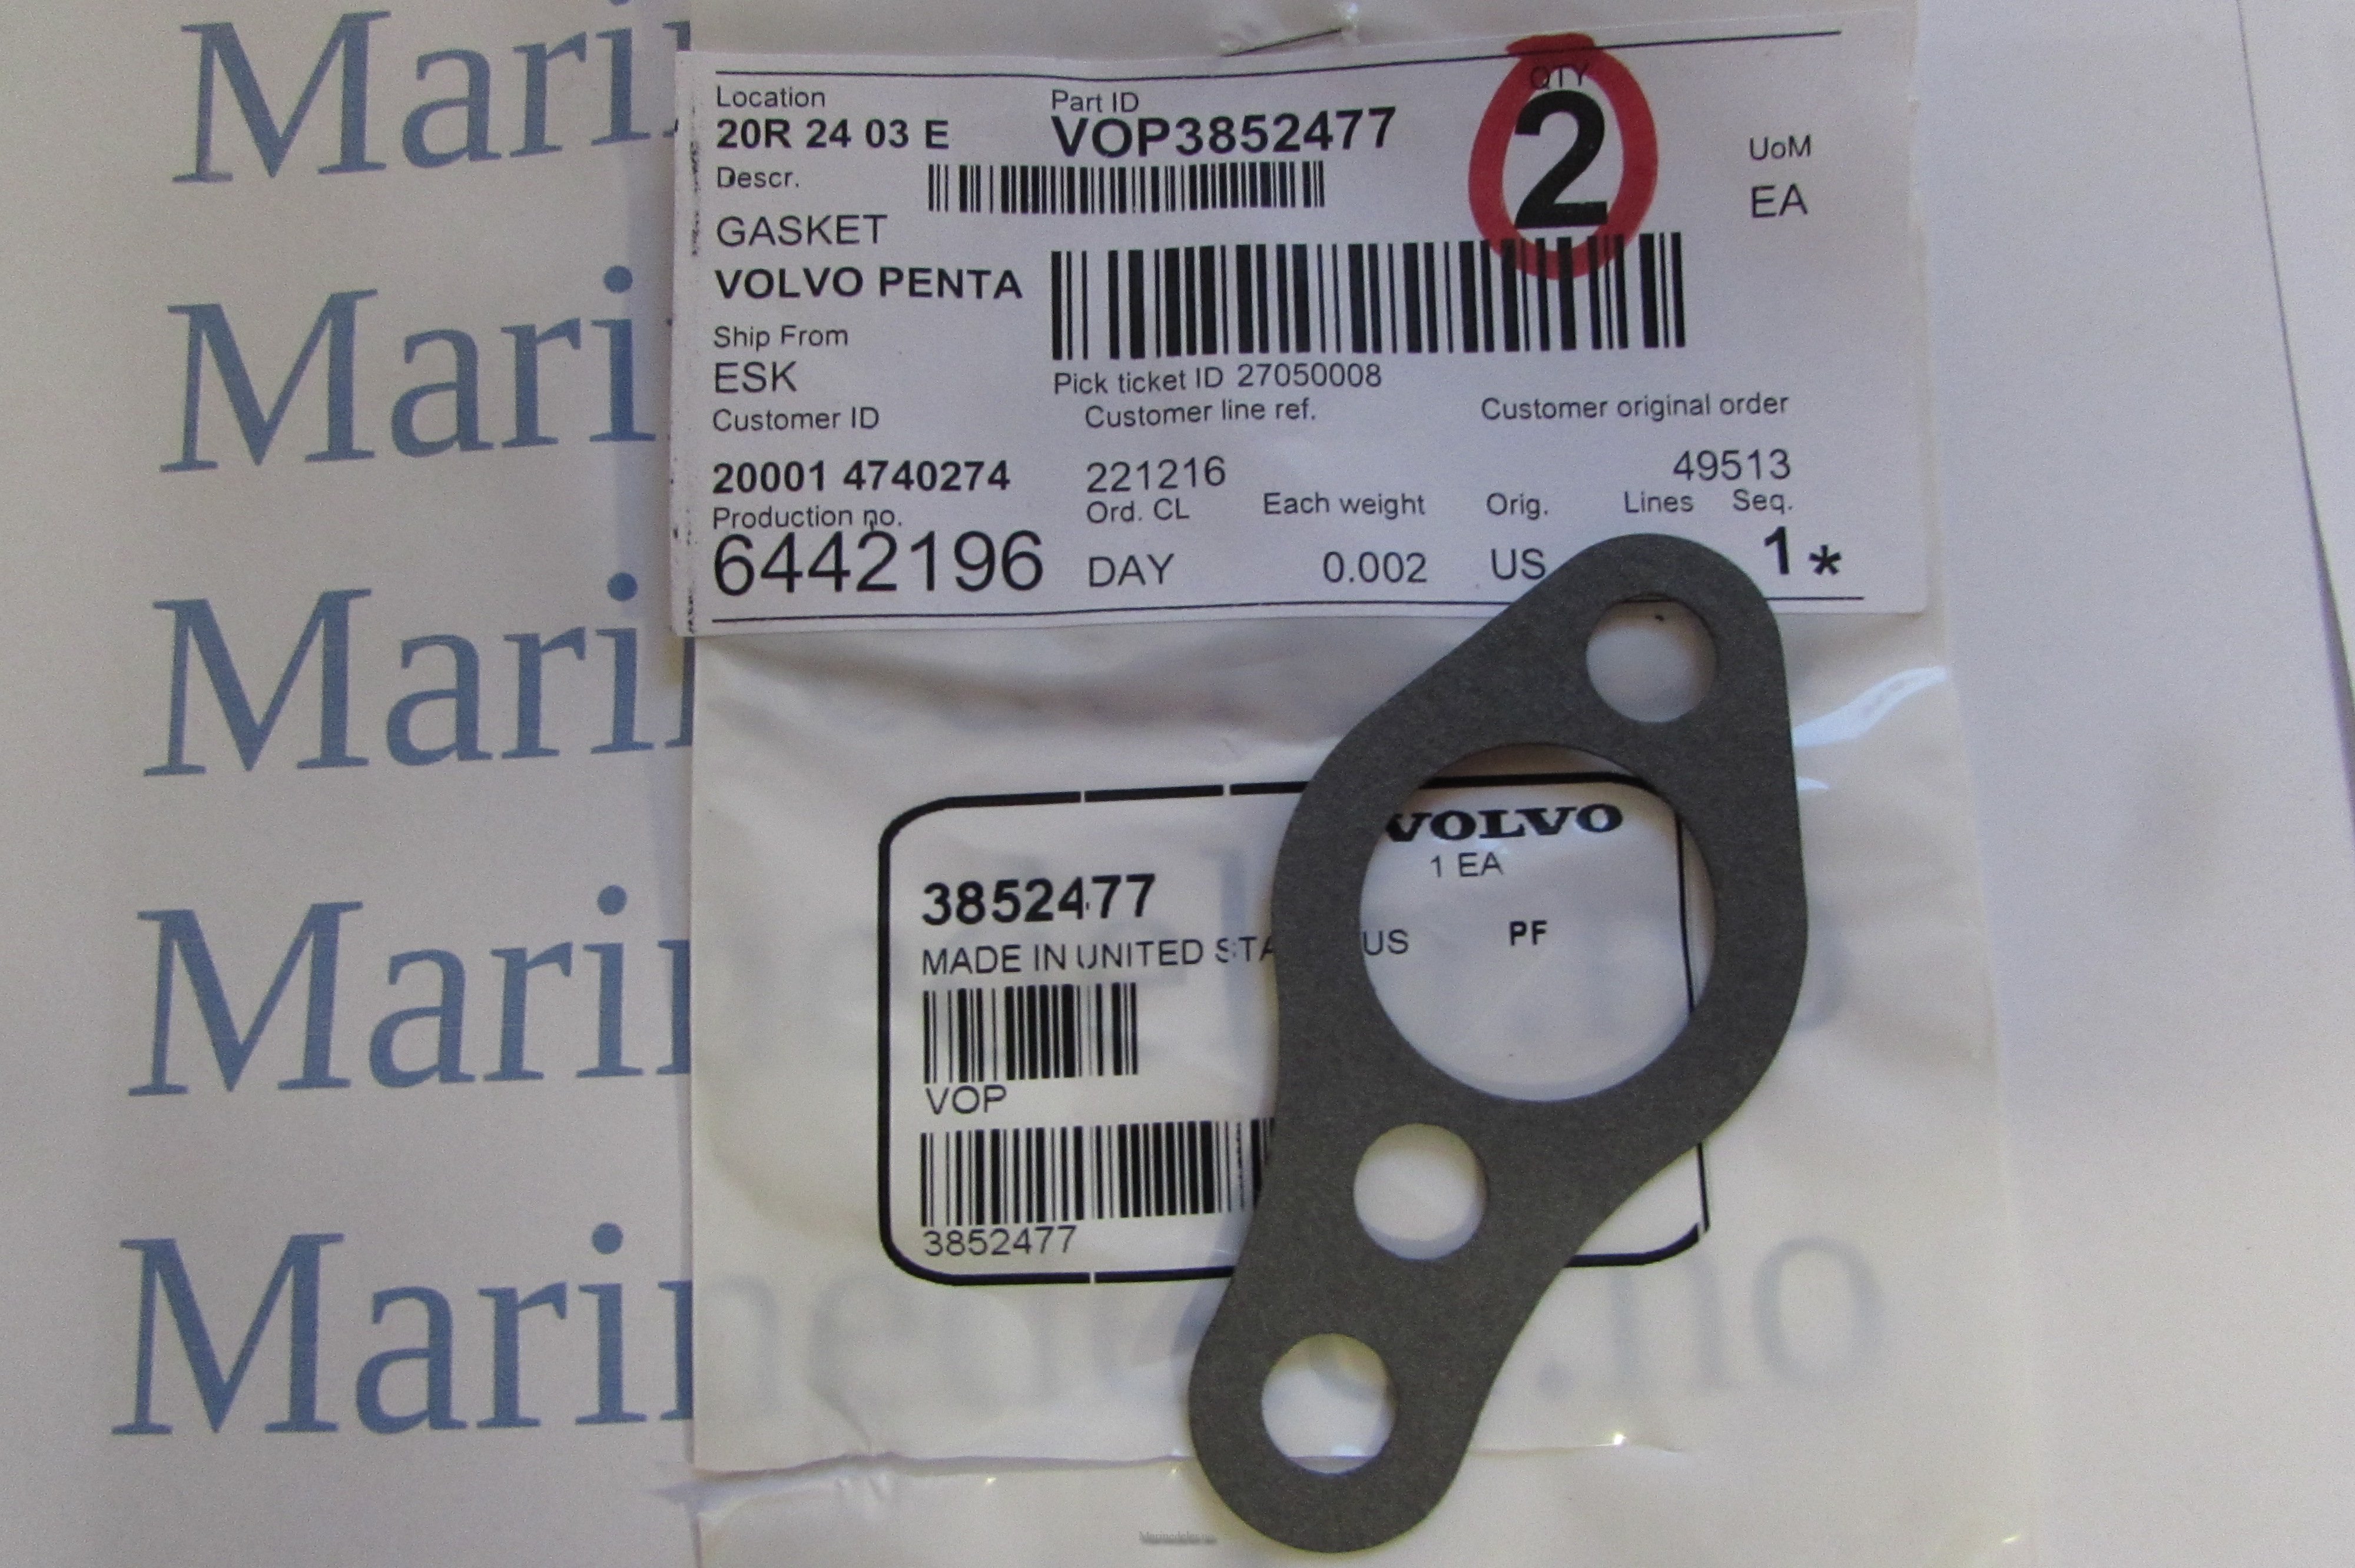 Mari
Mari
Mari
Mari
Marine .no
Location Part ID QTY
20R 24 03 E VOP3852477 2 UoM
Descr. EA
GASKET
VOLVO PENTA
Ship From
ESK Pick ticket ID 27050008
Customer ID Customer line ref. Customer original order
20001 4740274 221216 49513
Production no. Ord. CL Each weight Orig. Lines Seq.
6442196 DAY 0.002 US 1*
VOLVO
1 EA
3852477
MADE IN UNITED STA US PF
VOP
3852477